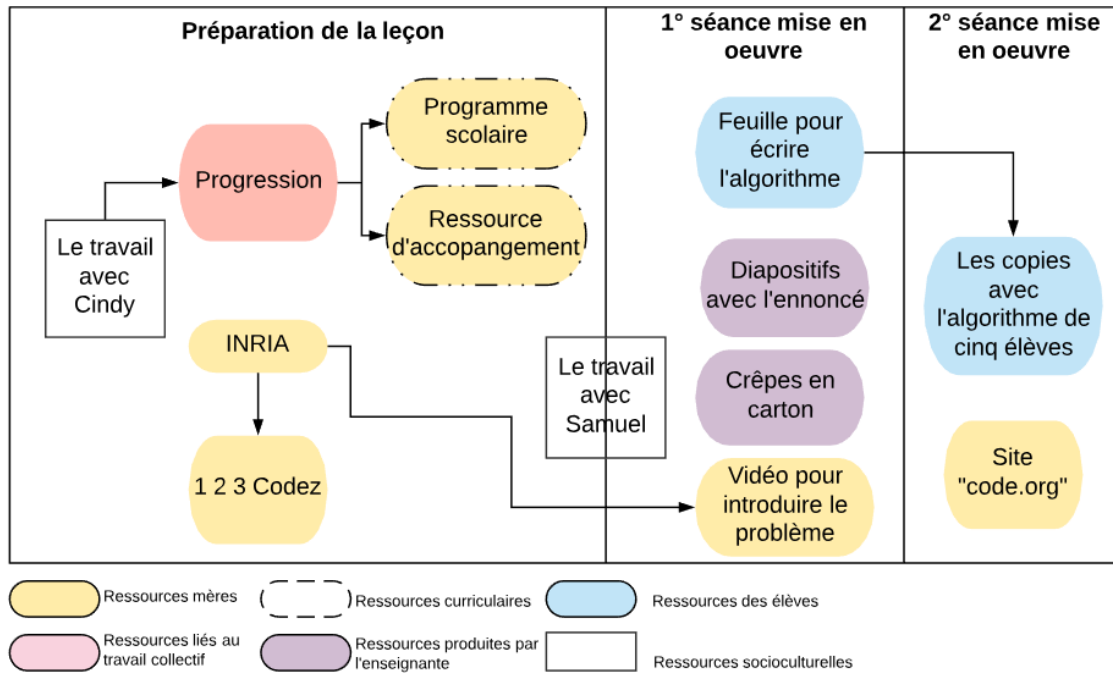 Préparation de la leçon
1° séance mise en
oeuvre
2° séance mise
en oeuvre
Programme
scolaire
Progression
Ressource
d'accopangement
Le travail
avec
Cindy
INRIA
1 2 3 Codez
Le travail
avec
Samuel
Feuille pour
écrire
l'algorithme
Diapositifs
avec l'ennoncé
Crêpes en
carton
Vidéo pour
introduire le
problème
Les copies
avec
l'algorithme de
cinq élèves
Site
"code.org"
Ressources mères
Ressources curriculaires
Ressources des élèves
Ressources liés au
travail collectif
Ressources produites par
l'enseignante
Ressources socioculturelles